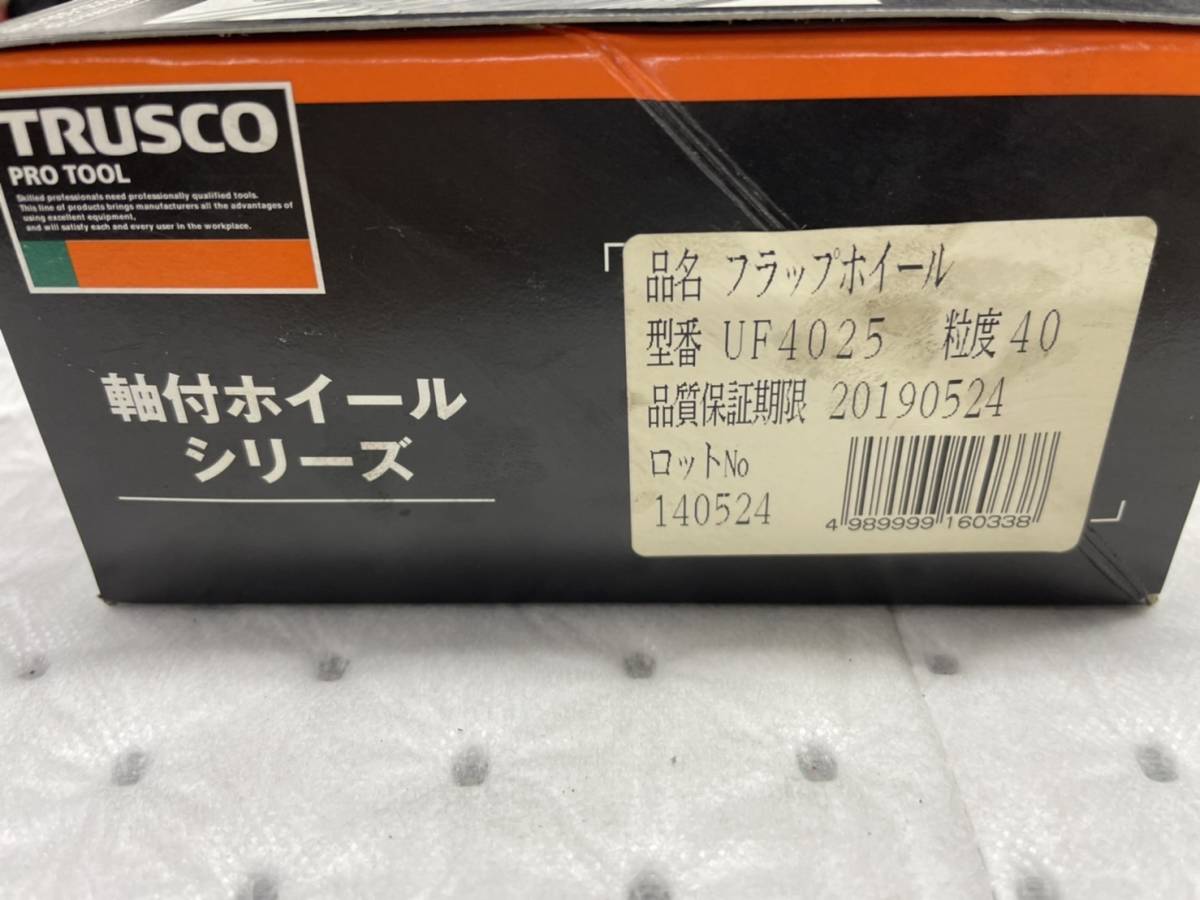 TRUSCO
PRO TOOL
Skilled professionals need professionally qualified tools.
This line of products brings manufacturers all the advantages of
using excellent equipment,
and will satisfy each and every user in the workplace.
軸付ホイール
シリーズ
品名 フラップホイール
型番 UF4025 粒度 40
品質保証期限 20190524
ロットNo
140524
4 989999 160338